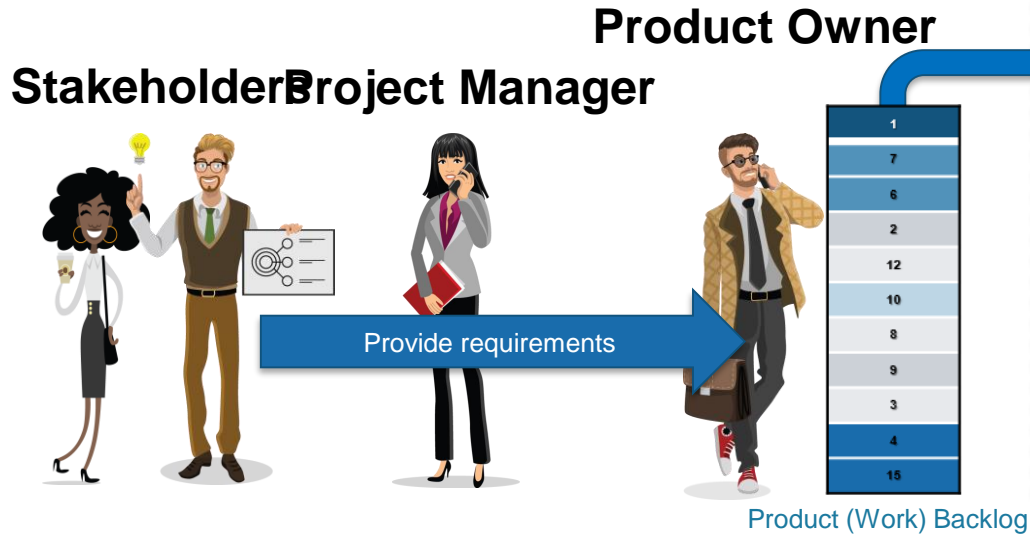 Product Owner
Stakeholders
Project Manager
Provide requirements
1
7
6
2
12
10
8
9
3
4
15
Product (Work) Backlog